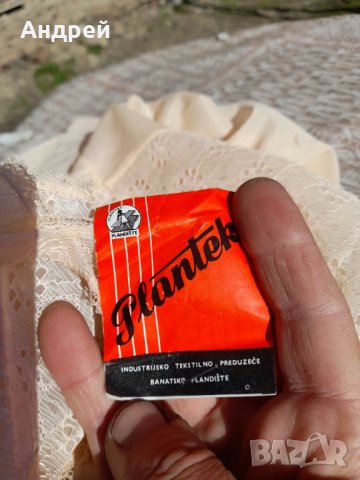 Андрей
PLANDIŠTE
Plantek
INDUSTRIJSKO TEKSTILNO PREDUZEĆE
BANATSKO PLANDIŠTE
BAZAR